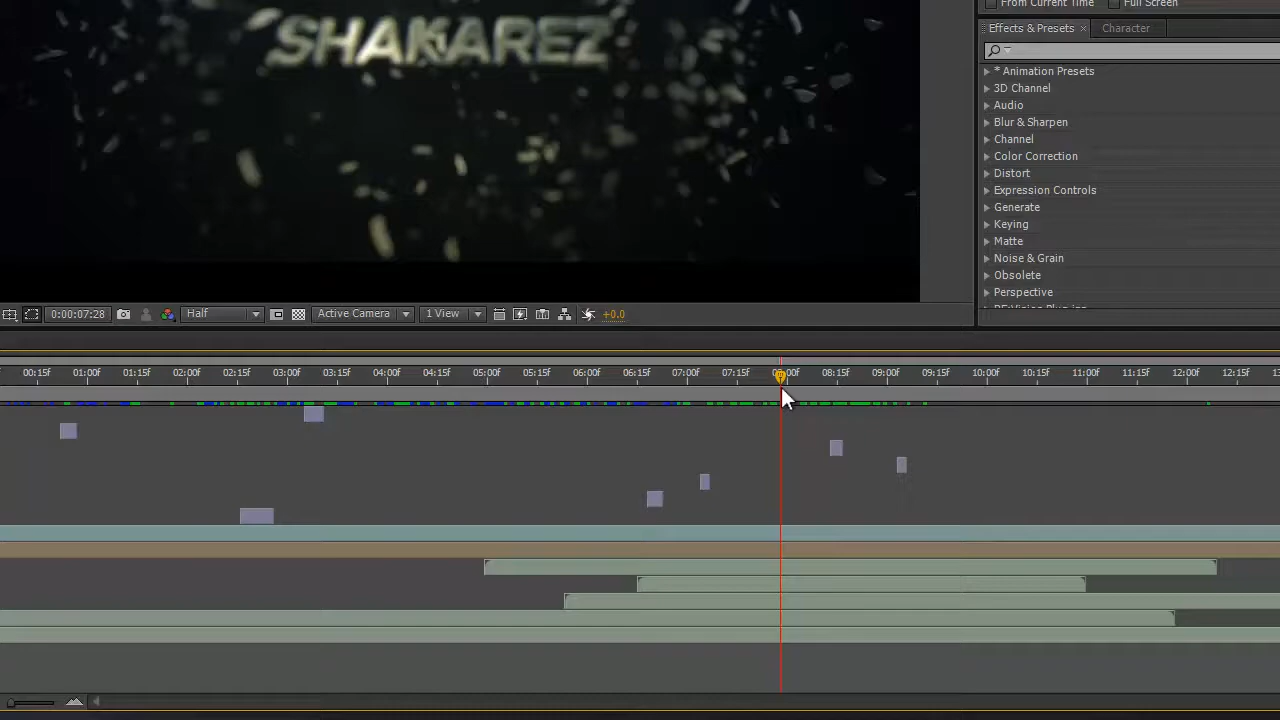 From Current Time Full Screen
SHAKAREZ
Effects & Presets × Character
* Animation Presets
3D Channel
Audio
Blur & Sharpen
Channel
Color Correction
Distort
Expression Controls
Generate
Keying
Matte
Noise & Grain
Obsolete
Perspective
0:00:07:28 Half Active Camera 1 View +0.0
00:15f 01:00f 01:15f 02:00f 02:15f 03:00f 03:15f 04:00f 04:15f 05:00f 05:15f 06:00f 06:15f 07:00f 07:15f 08:15f 09:00f 09:15f 10:00f 10:15f 11:00f 11:15f 12:00f 12:15f